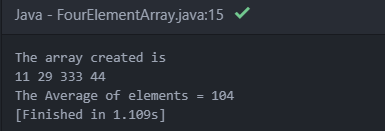 Java - FourElementArray.java:15 ✓
The array created is
11 29 333 44
The Average of elements = 104
[Finished in 1.109s]